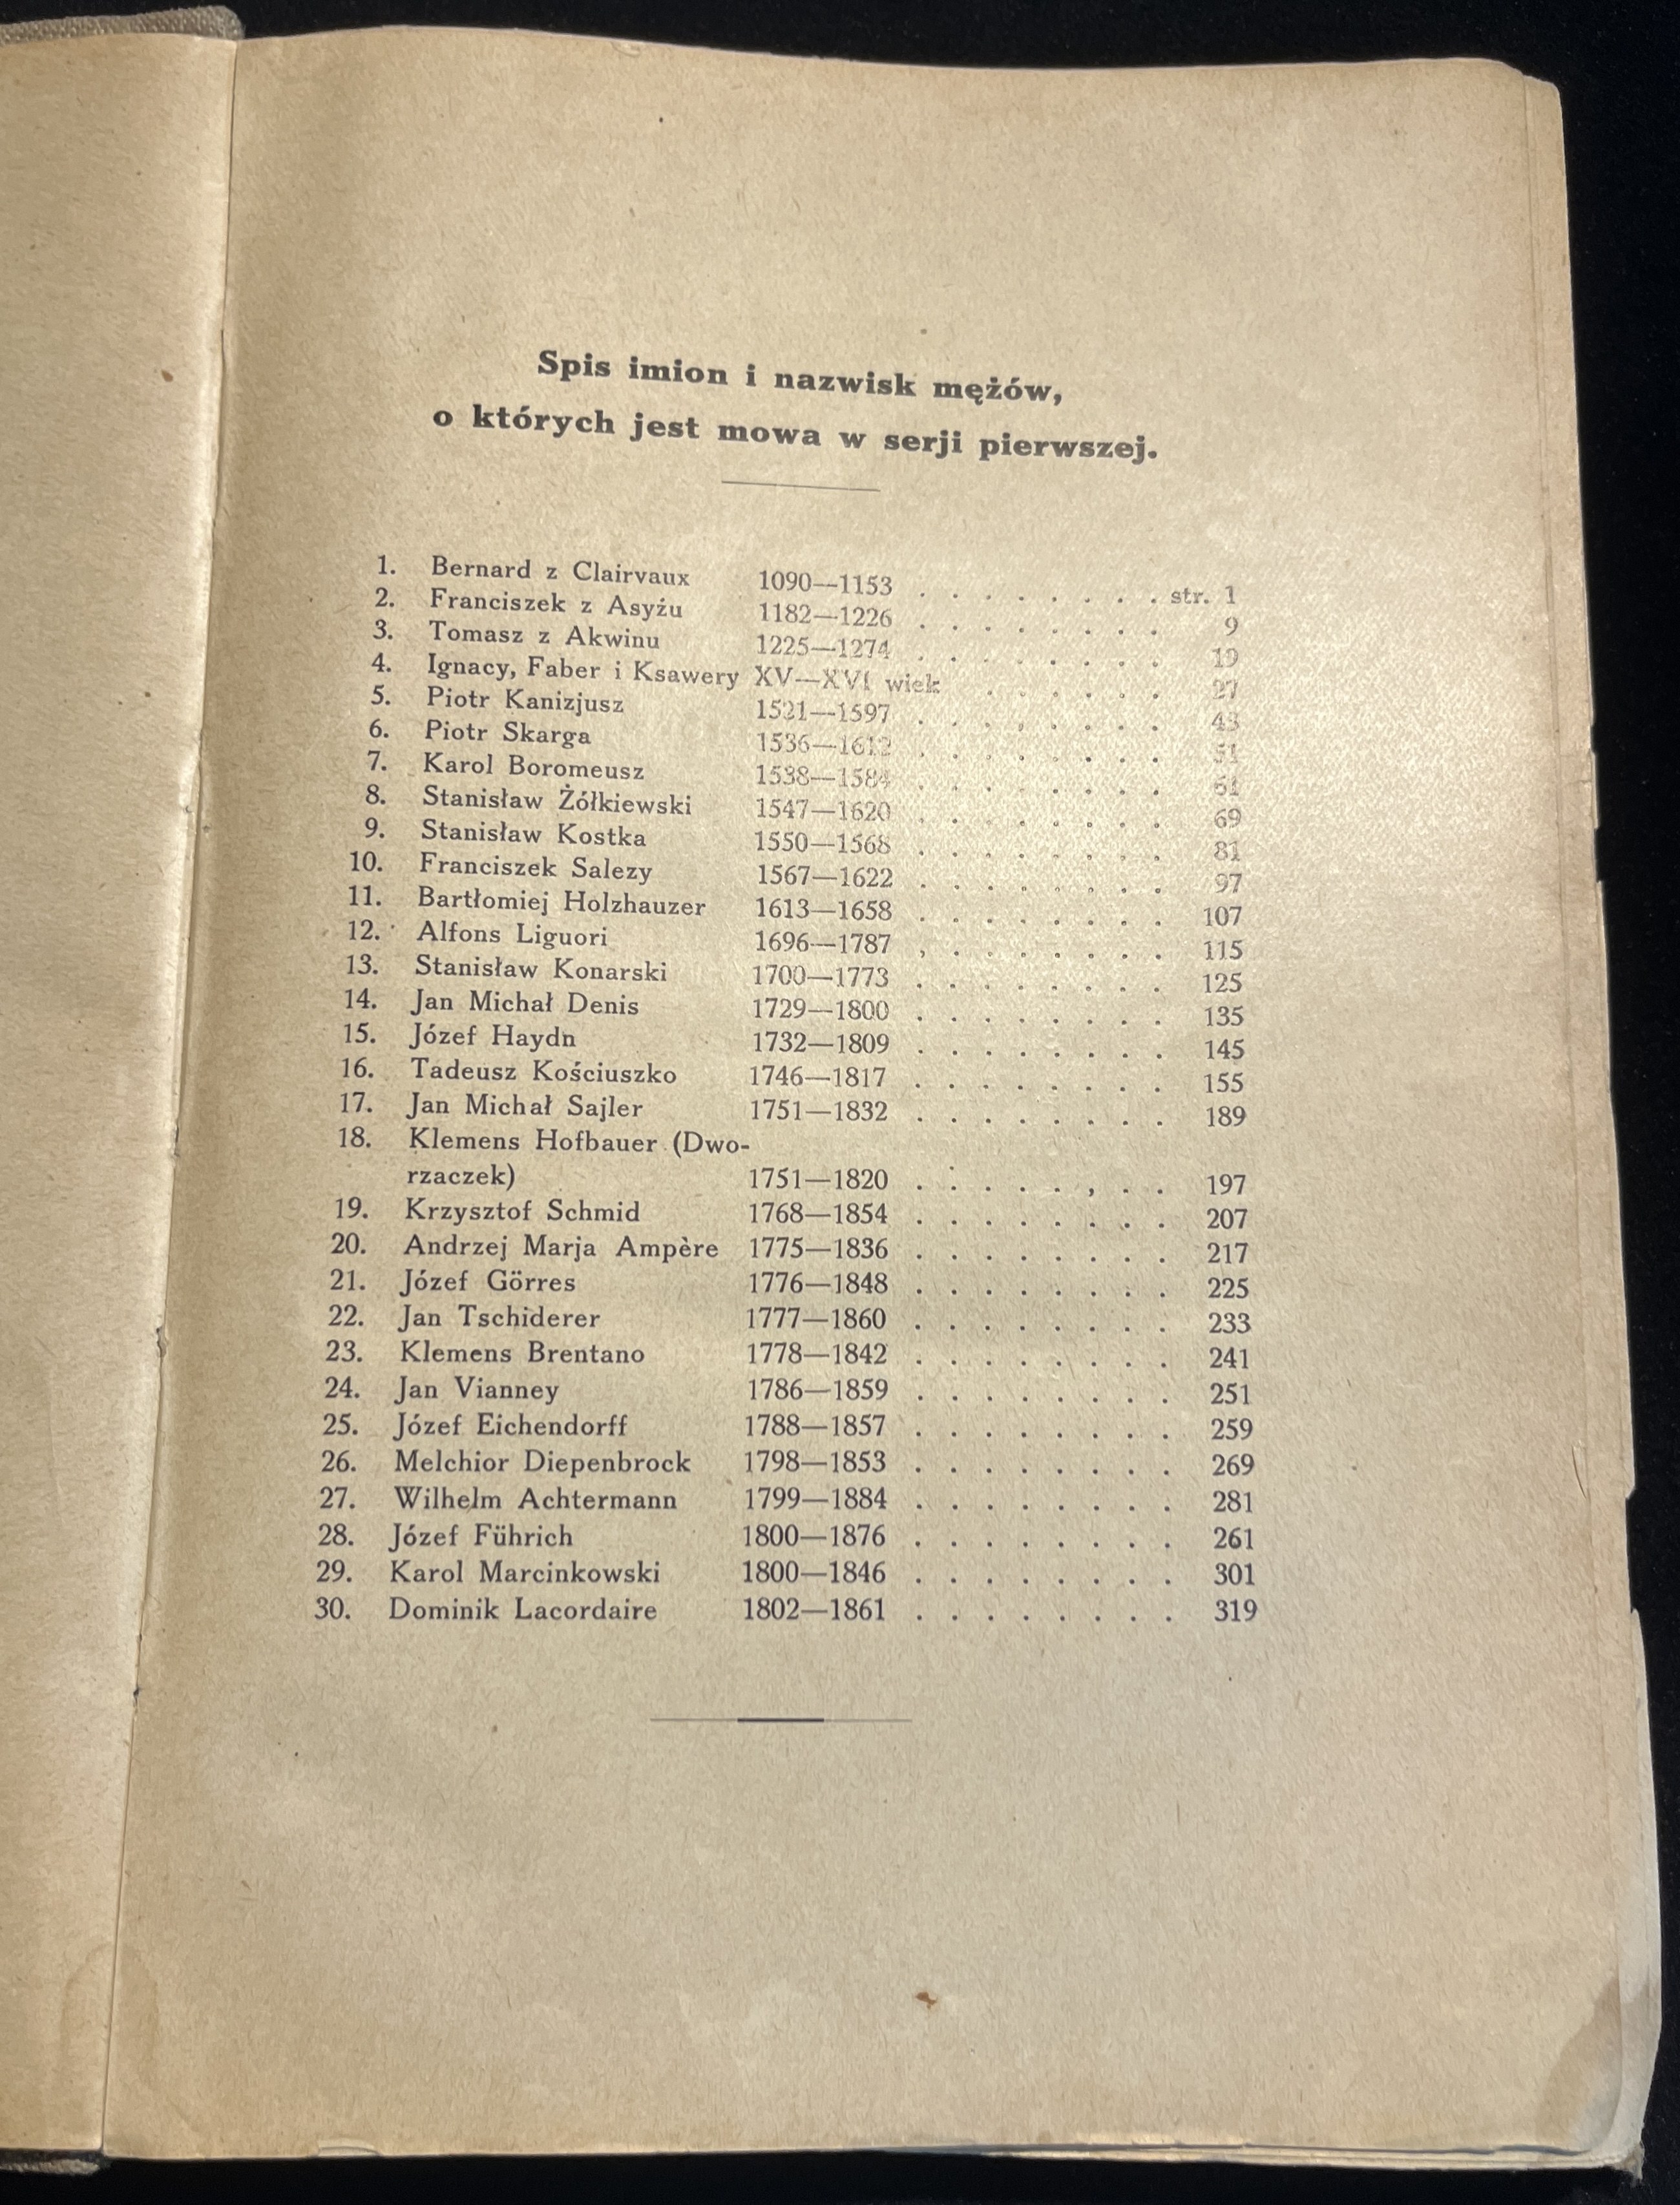 Spis imion i nazwisk mężów,
o których jest mowa w serji pierwszej.
1. Bernard z Clairvaux 1090—1153 . . . . . . . . str. 1
2. Franciszek z Asyżu 1182—1226 . . . . . . . . 9
3. Tomasz z Akwinu 1225—1274 . . . . . . . . 19
4. Ignacy, Faber i Ksawery XV—XVI wiek . . . . . . 27
5. Piotr Kanizjusz 1521—1597 . . . . . . . . 43
6. Piotr Skarga 1536—1612 . . . . . . . . 51
7. Karol Boromeusz 1538—1584 . . . . . . . . 61
8. Stanisław Żółkiewski 1547—1620 . . . . . . . . 69
9. Stanisław Kostka 1550—1568 . . . . . . . . 81
10. Franciszek Salezy 1567—1622 . . . . . . . . 97
11. Bartłomiej Holzhauzer 1613—1658 . . . . . . . . 107
12. Alfons Liguori 1696—1787 . . . . . . . . 115
13. Stanisław Konarski 1700—1773 . . . . . . . . 125
14. Jan Michał Denis 1729—1800 . . . . . . . . 135
15. Józef Haydn 1732—1809 . . . . . . . . 145
16. Tadeusz Kościuszko 1746—1817 . . . . . . . . 155
17. Jan Michał Sajler 1751—1832 . . . . . . . . 189
18. Klemens Hofbauer (Dwo-
rzaczek) 1751—1820 . . . . . . . . 197
19. Krzysztof Schmid 1768—1854 . . . . . . . . 207
20. Andrzej Marja Ampère 1775—1836 . . . . . . . . 217
21. Józef Görres 1776—1848 . . . . . . . . 225
22. Jan Tschiderer 1777—1860 . . . . . . . . 233
23. Klemens Brentano 1778—1842 . . . . . . . . 241
24. Jan Vianney 1786—1859 . . . . . . . . 251
25. Józef Eichendorff 1788—1857 . . . . . . . . 259
26. Melchior Diepenbrock 1798—1853 . . . . . . . . 269
27. Wilhelm Achtermann 1799—1884 . . . . . . . . 281
28. Józef Führich 1800—1876 . . . . . . . . 261
29. Karol Marcinkowski 1800—1846 . . . . . . . . 301
30. Dominik Lacordaire 1802—1861 . . . . . . . . 319